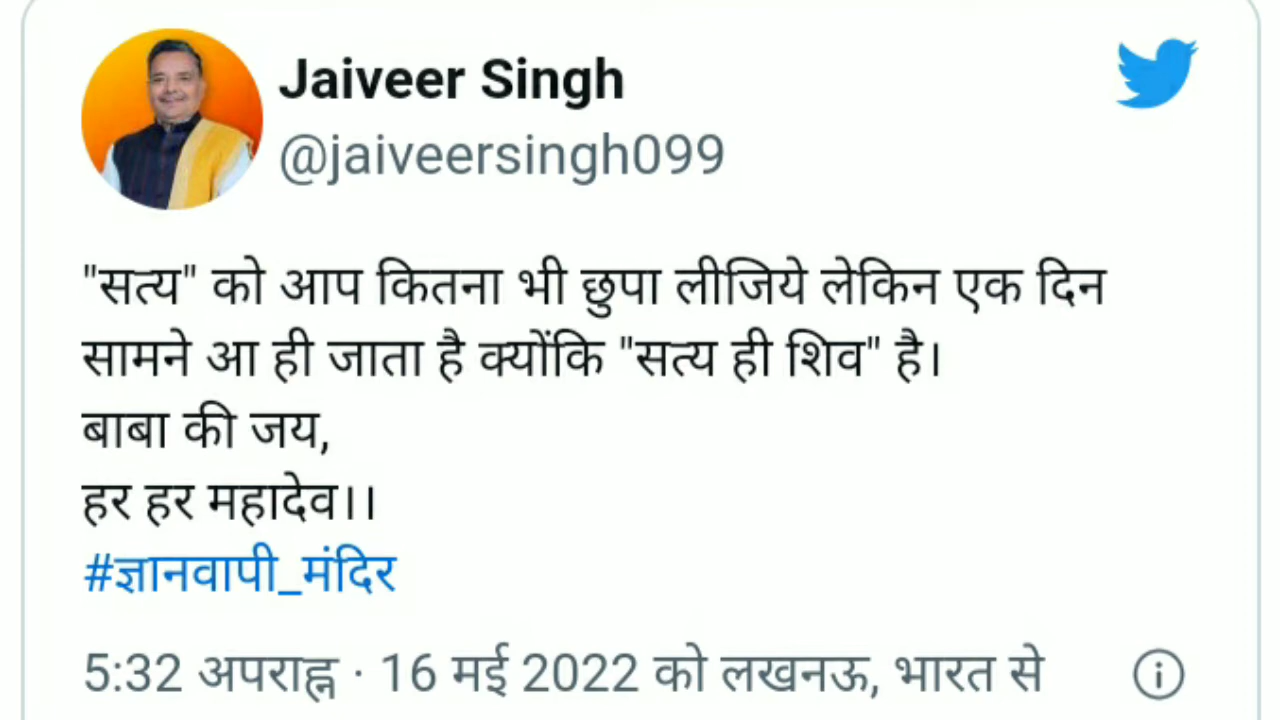 Jaiveer Singh
@jaiveersingh099
"सत्य" को आप कितना भी छुपा लीजिये लेकिन एक दिन
सामने आ ही जाता है क्योंकि "सत्य ही शिव" है।
बाबा की जय,
हर हर महादेव।।
#ज्ञानवापी_मंदिर
5:32 अपराह्न · 16 मई 2022 को लखनऊ, भारत से